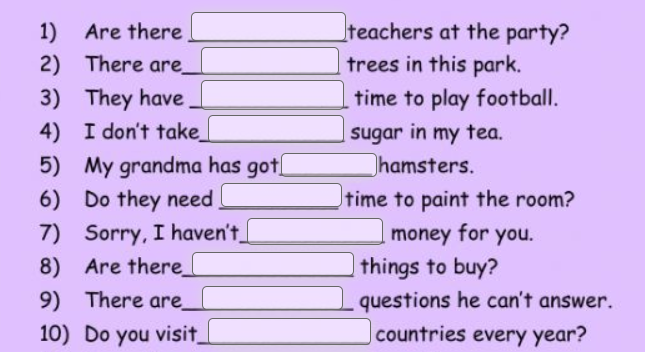 1) Are there teachers at the party?
2) There are trees in this park.
3) They have time to play football.
4) I don't take sugar in my tea.
5) My grandma has got hamsters.
6) Do they need time to paint the room?
7) Sorry, I haven't money for you.
8) Are there things to buy?
9) There are questions he can't answer.
10) Do you visit countries every year?